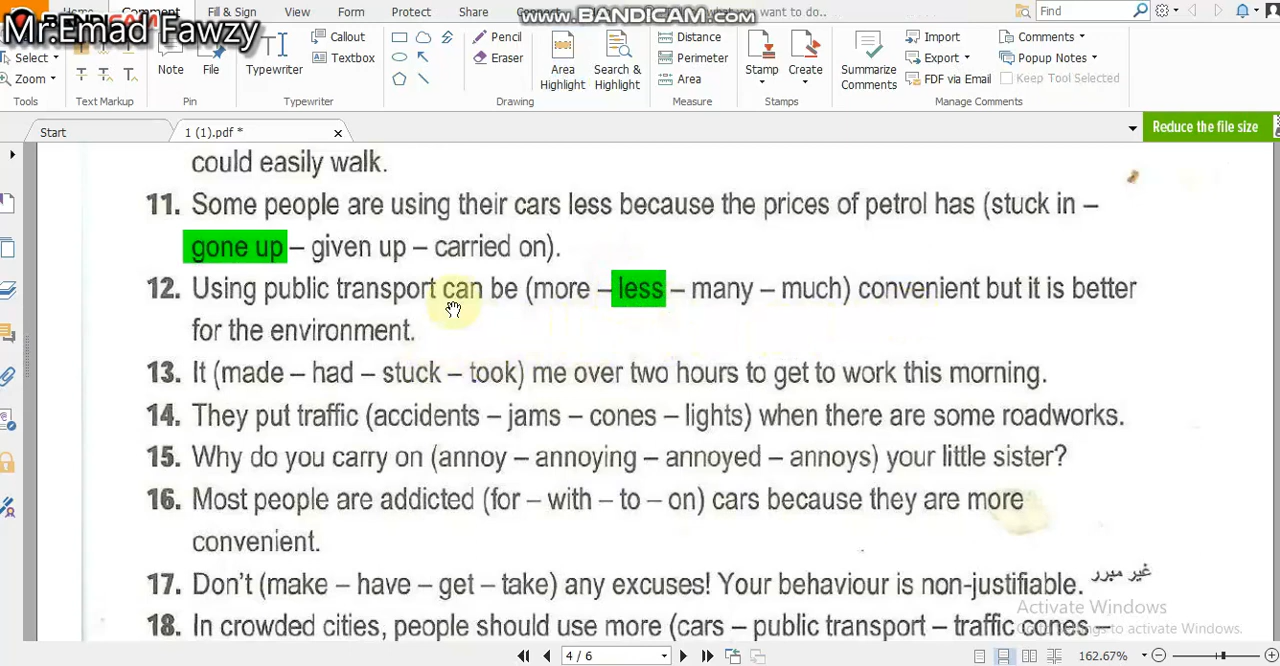 WWW.BANDICAM.COM
Mr.Emad Fawzy
Home Comment View Form Protect Share what you want to do.. Find
Select
Zoom
Note File Typewriter
Callout
Textbox
Pencil
Eraser
Area Highlight Search & Highlight
Distance
Perimeter
Area
Stamp Create
Summarize Comments
Import
Export
FDF via Email
Comments
Popup Notes
Keep Tool Selected
Tools Text Markup Pin Typewriter Drawing Measure Stamps Manage Comments
Start 1 (1).pdf * Reduce the file size
could easily walk.
11. Some people are using their cars less because the prices of petrol has (stuck in –
gone up – given up – carried on).
12. Using public transport can be (more – less – many – much) convenient but it is better
for the environment.
13. It (made – had – stuck – took) me over two hours to get to work this morning.
14. They put traffic (accidents – jams – cones – lights) when there are some roadworks.
15. Why do you carry on (annoy – annoying – annoyed – annoys) your little sister?
16. Most people are addicted (for – with – to – on) cars because they are more
convenient.
17. Don't (make – have – get – take) any excuses! Your behaviour is non-justifiable. غير مبرر
18. In crowded cities, people should use more (cars – public transport – traffic cones –
Activate Windows
to activate Windows.
4 / 6 162.67%